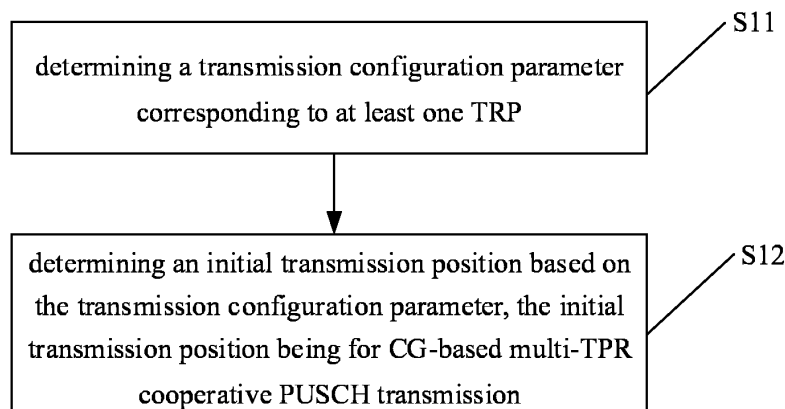 S11
determining a transmission configuration parameter
corresponding to at least one TRP
S12
determining an initial transmission position based on
the transmission configuration parameter, the initial
transmission position being for CG-based multi-TPR
cooperative PUSCH transmission